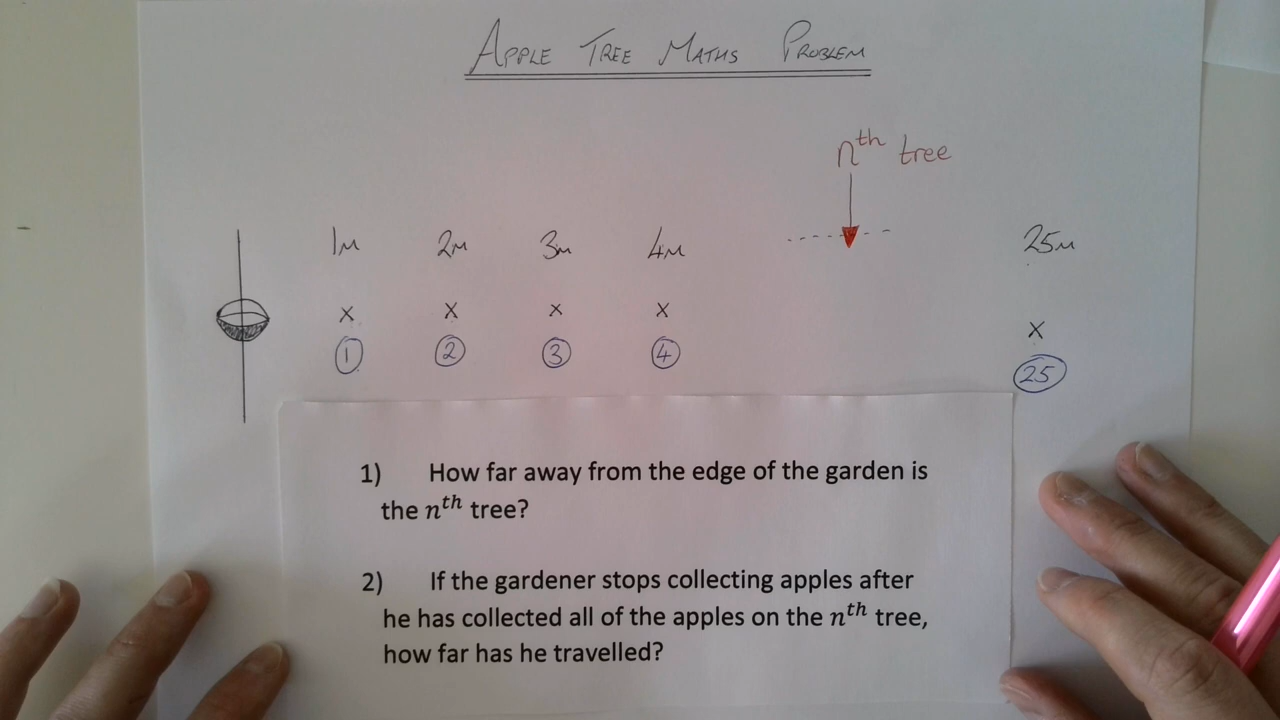 APPLE TREE MATHS PROBLEM
nth tree
1m 2m 3m 4m 25m
x x x x x
1 2 3 4 25
1) How far away from the edge of the garden is
the nth tree?
2) If the gardener stops collecting apples after
he has collected all of the apples on the nth tree,
how far has he travelled?